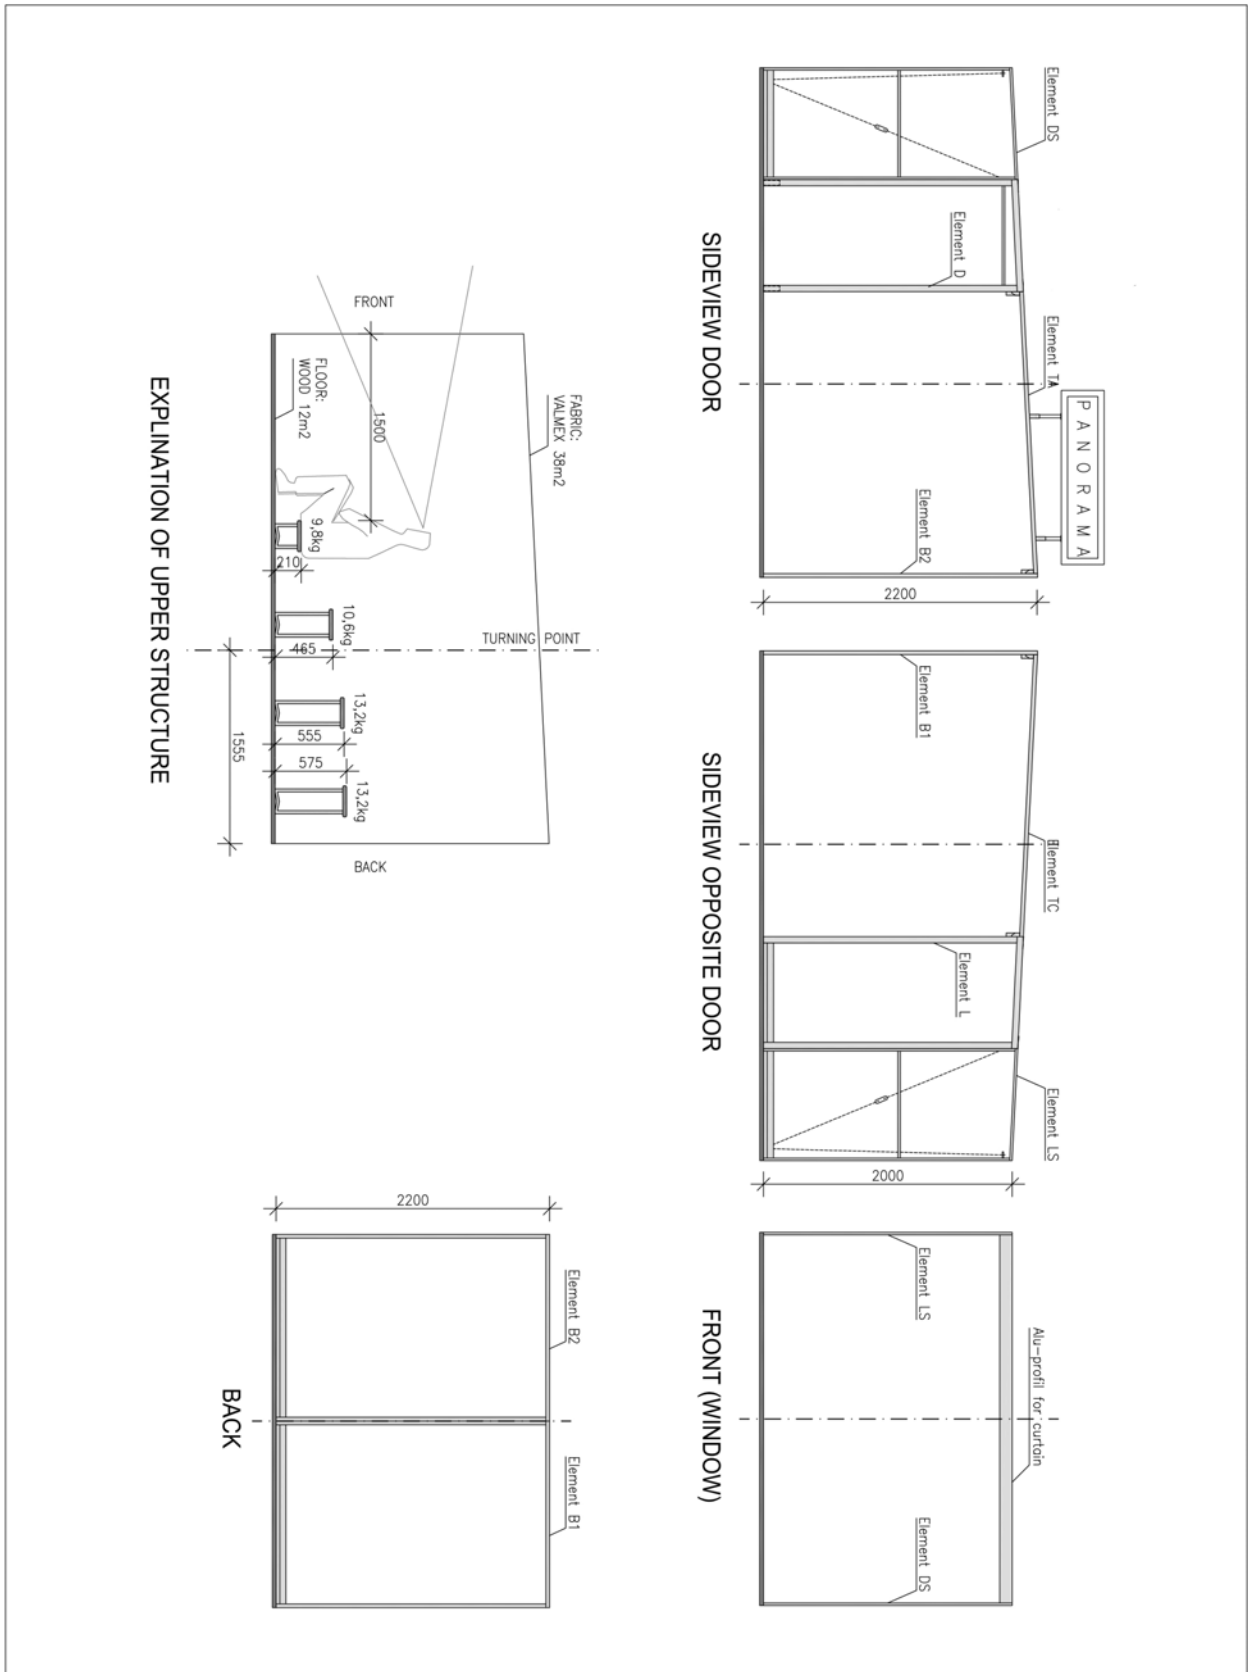 Element DS
Element D
Element TA
PANORAMA
Element B2
2200
SIDEVIEW DOOR
Element B1
Element TC
Element L
Element LS
2000
SIDEVIEW OPPOSITE DOOR
Element LS
Alu-profil for curtain
Element DS
FRONT (WINDOW)
FRONT
1500
FLOOR:
WOOD 12m2
FABRIC:
VALMEX 38m2
9,8kg
210
10,6kg
465
TURNING POINT
13,2kg
555
575
13,2kg
1555
BACK
EXPLINATION OF UPPER STRUCTURE
2200
Element B2
Element B1
BACK